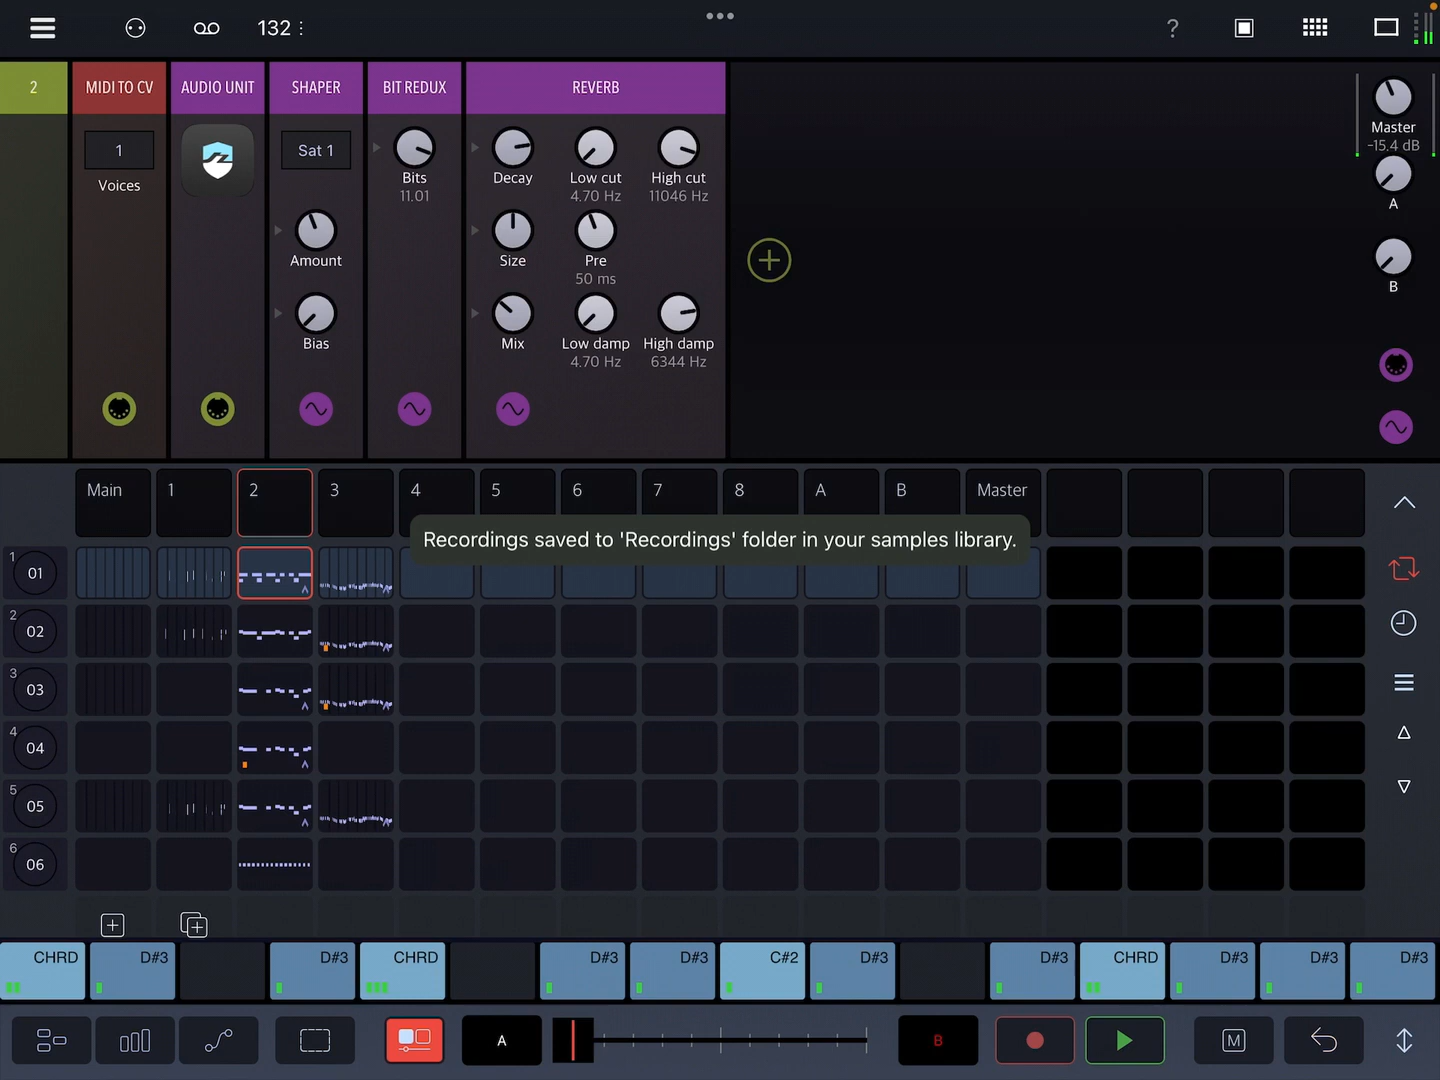 132
?
2
MIDI TO CV
AUDIO UNIT
SHAPER
BIT REDUX
REVERB
1
Voices
Sat 1
Amount
Bias
Bits
11.01
Decay
Low cut
4.70 Hz
High cut
11046 Hz
Size
Pre
50 ms
Mix
Low damp
4.70 Hz
High damp
6344 Hz
Master
-15.4 dB
A
B
Main
1
2
3
4
5
6
7
8
A
B
Master
Recordings saved to 'Recordings' folder in your samples library.
1
01
2
02
3
03
4
04
5
05
6
06
CHRD
D#3
D#3
CHRD
D#3
D#3
C#2
D#3
D#3
CHRD
D#3
D#3
D#3
A
B
M